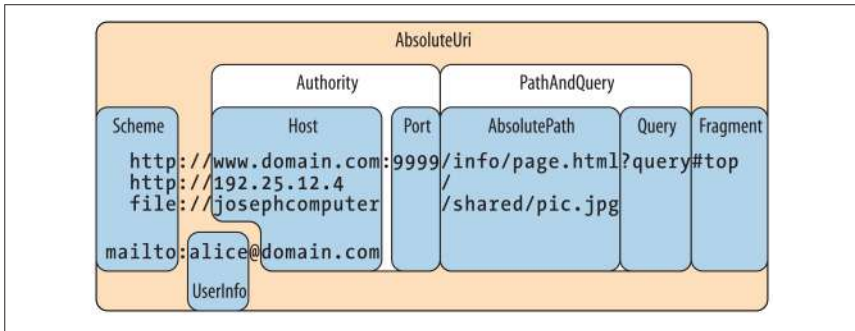 AbsoluteUri
Authority PathAndQuery
Scheme Host Port AbsolutePath Query Fragment
http://www.domain.com:9999/info/page.html?query#top
http://192.25.12.4 /
file://josephcomputer /shared/pic.jpg
mailto:alice@domain.com
UserInfo